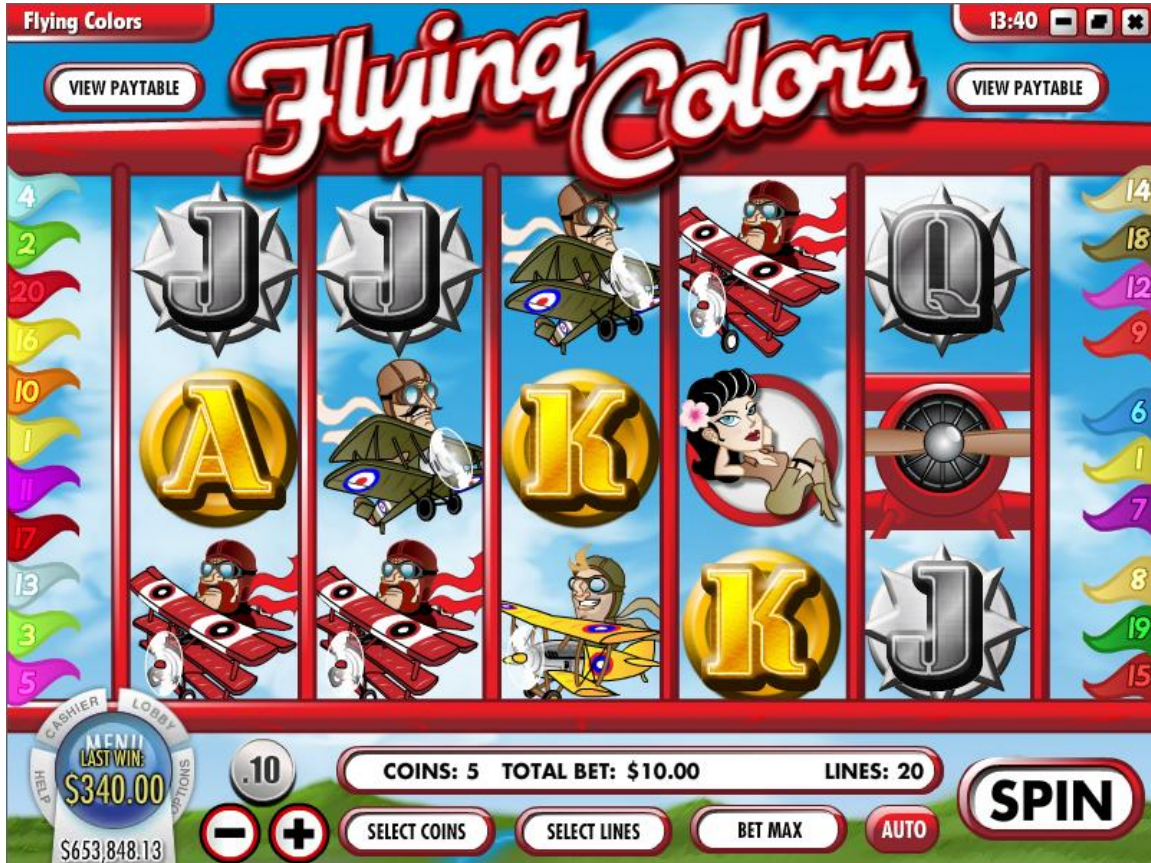 Flying Colors
13:40
VIEW PAYTABLE
Flying Colors
VIEW PAYTABLE
4
2
20
16
10
1
11
17
13
3
5
J
J
Q
A
K
K
J
14
18
12
9
6
1
7
8
19
15
CASHIER
LOBBY
HELP
OPTIONS
MENU
LAST WIN:
$340.00
$653,848.13
.10
COINS: 5 TOTAL BET: $10.00 LINES: 20
SELECT COINS
SELECT LINES
BET MAX
AUTO
SPIN